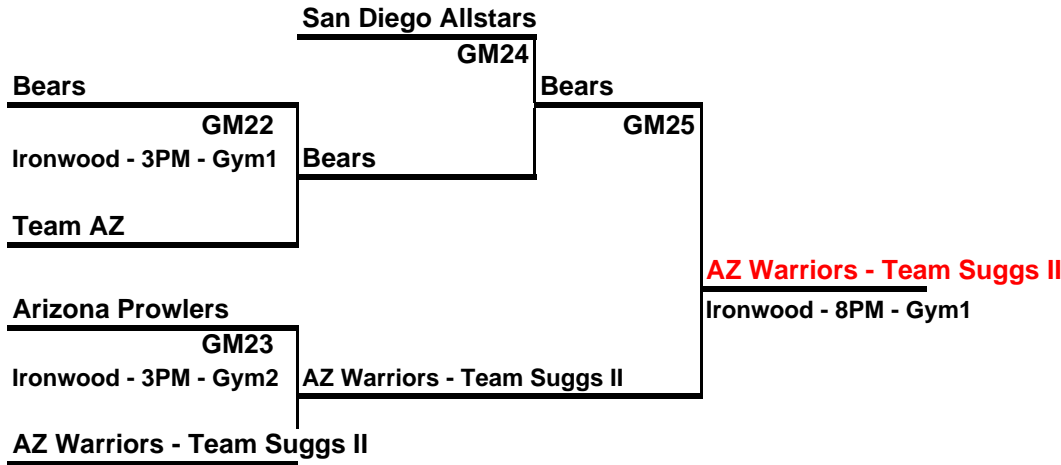 San Diego Allstars
GM24
Bears
Bears
GM22
GM25
Ironwood - 3PM - Gym1
Bears
Team AZ
AZ Warriors - Team Suggs II
Arizona Prowlers
Ironwood - 8PM - Gym1
GM23
Ironwood - 3PM - Gym2
AZ Warriors - Team Suggs II
AZ Warriors - Team Suggs II